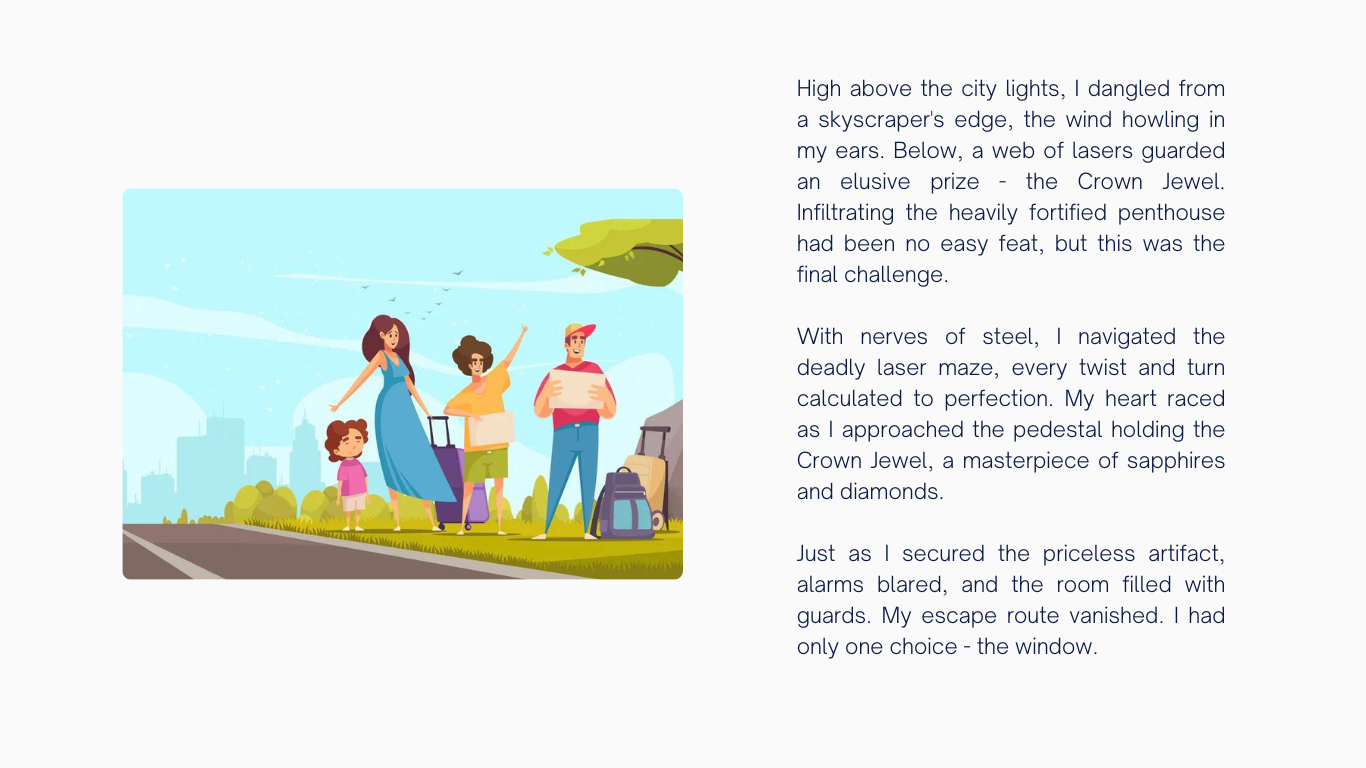 High above the city lights, I dangled from
a skyscraper's edge, the wind howling in
my ears. Below, a web of lasers guarded
an elusive prize - the Crown Jewel.
Infiltrating the heavily fortified penthouse
had been no easy feat, but this was the
final challenge.
With nerves of steel, I navigated the
deadly laser maze, every twist and turn
calculated to perfection. My heart raced
as I approached the pedestal holding the
Crown Jewel, a masterpiece of sapphires
and diamonds.
Just as I secured the priceless artifact,
alarms blared, and the room filled with
guards. My escape route vanished. I had
only one choice - the window.